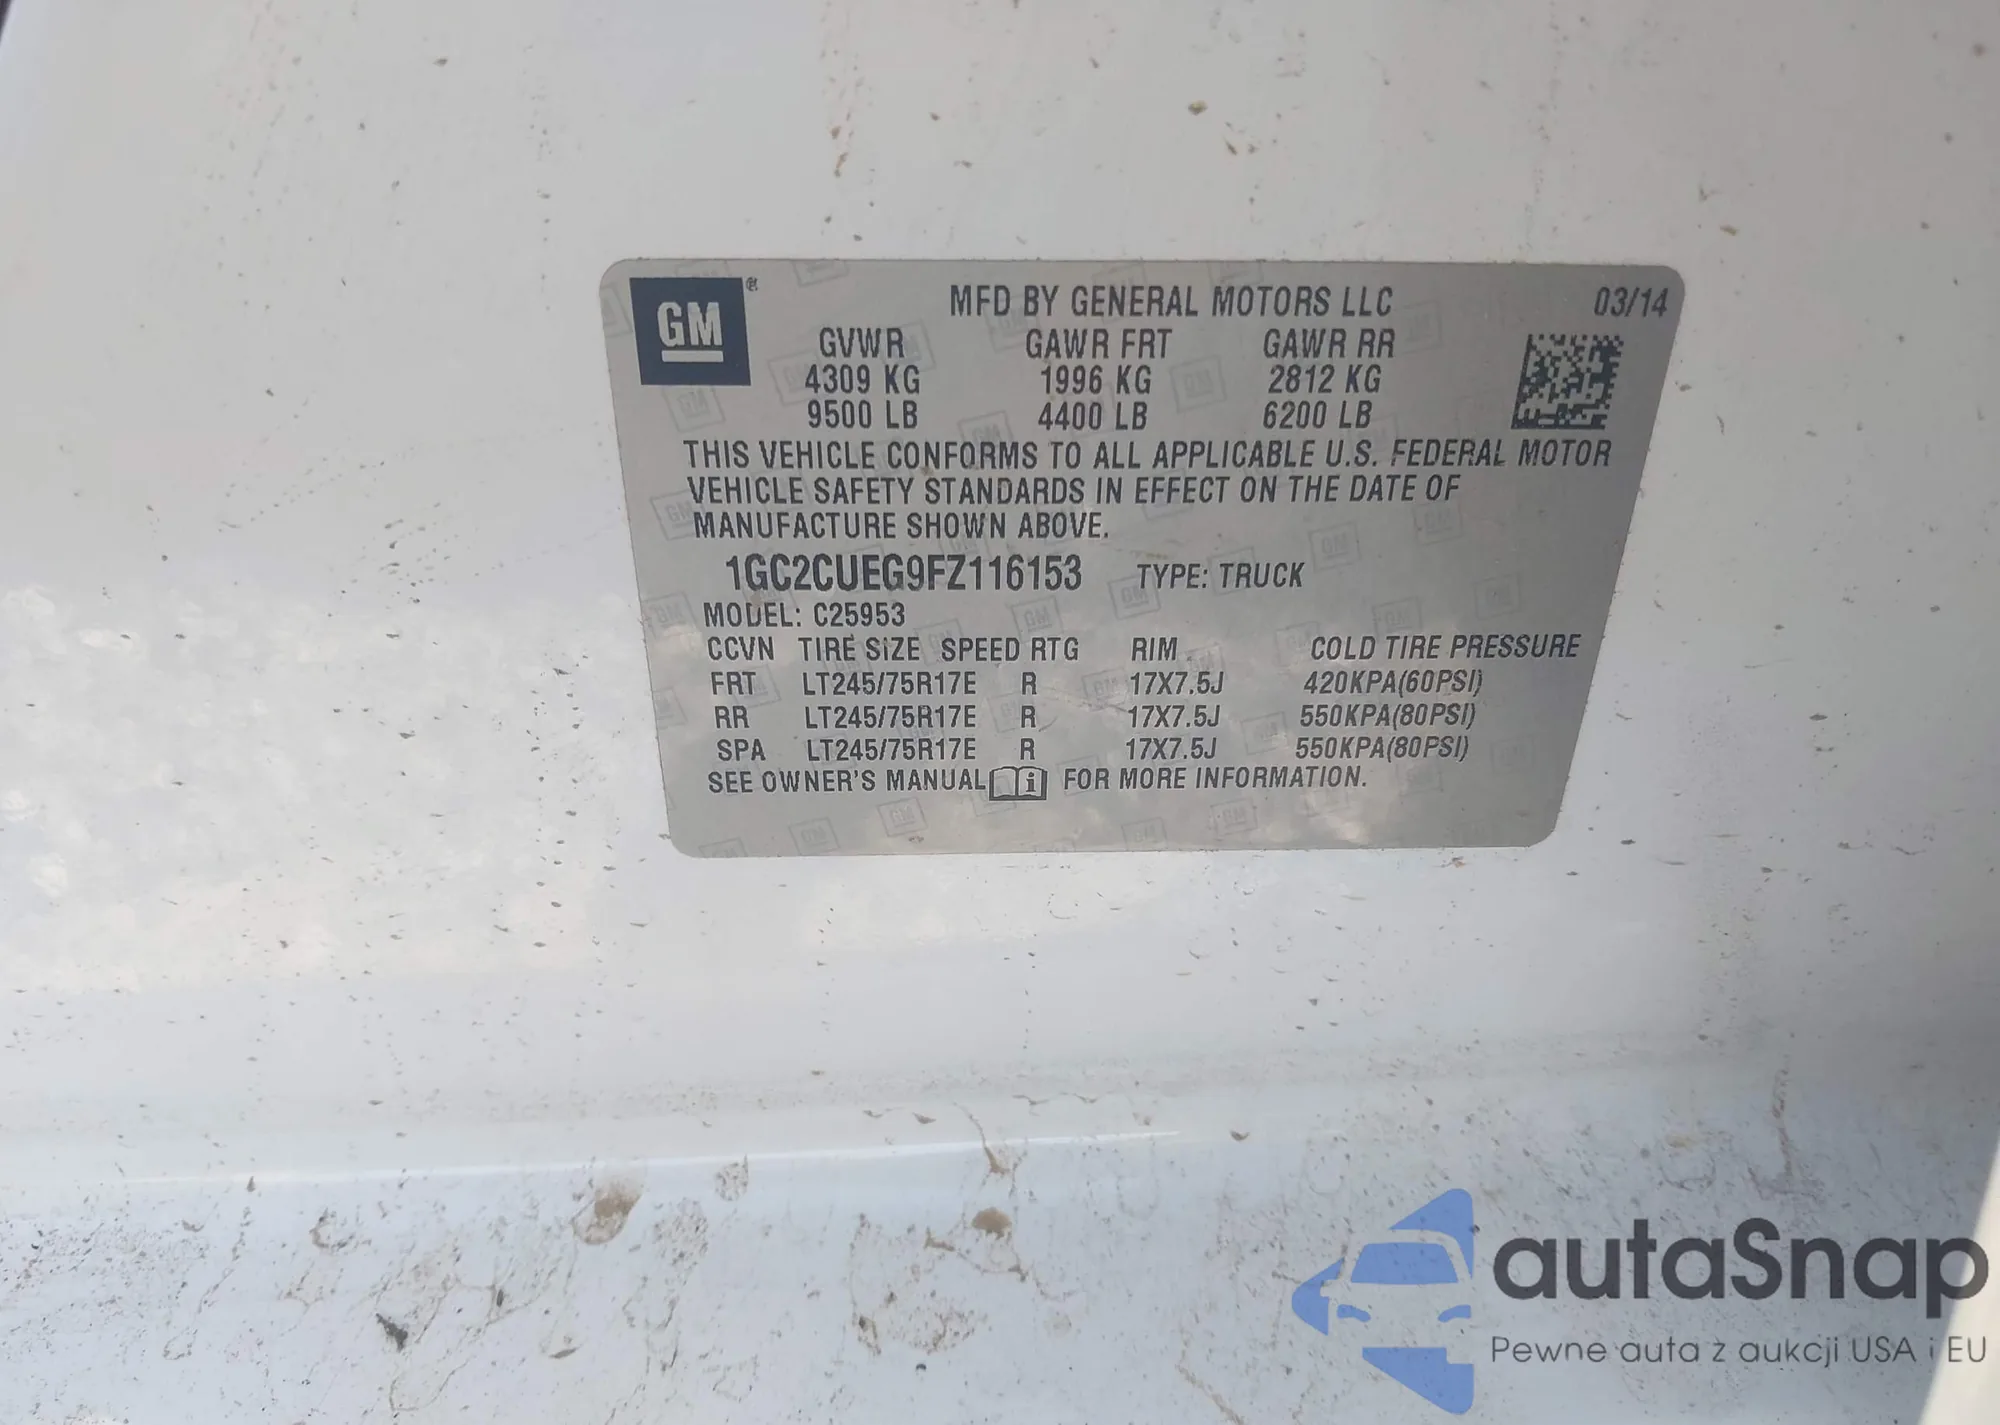 GM ®
MFD BY GENERAL MOTORS LLC 03/14
GVWR GAWR FRT GAWR RR
4309 KG 1996 KG 2812 KG
9500 LB 4400 LB 6200 LB
THIS VEHICLE CONFORMS TO ALL APPLICABLE U.S. FEDERAL MOTOR
VEHICLE SAFETY STANDARDS IN EFFECT ON THE DATE OF
MANUFACTURE SHOWN ABOVE.
1GC2CUEG9FZ116153 TYPE: TRUCK
MODEL: C25953
CCVN TIRE SIZE SPEED RTG RIM COLD TIRE PRESSURE
FRT LT245/75R17E R 17X7.5J 420KPA(60PSI)
RR LT245/75R17E R 17X7.5J 550KPA(80PSI)
SPA LT245/75R17E R 17X7.5J 550KPA(80PSI)
SEE OWNER'S MANUAL i FOR MORE INFORMATION.
autaSnap
Pewne auta z aukcji USA i EU